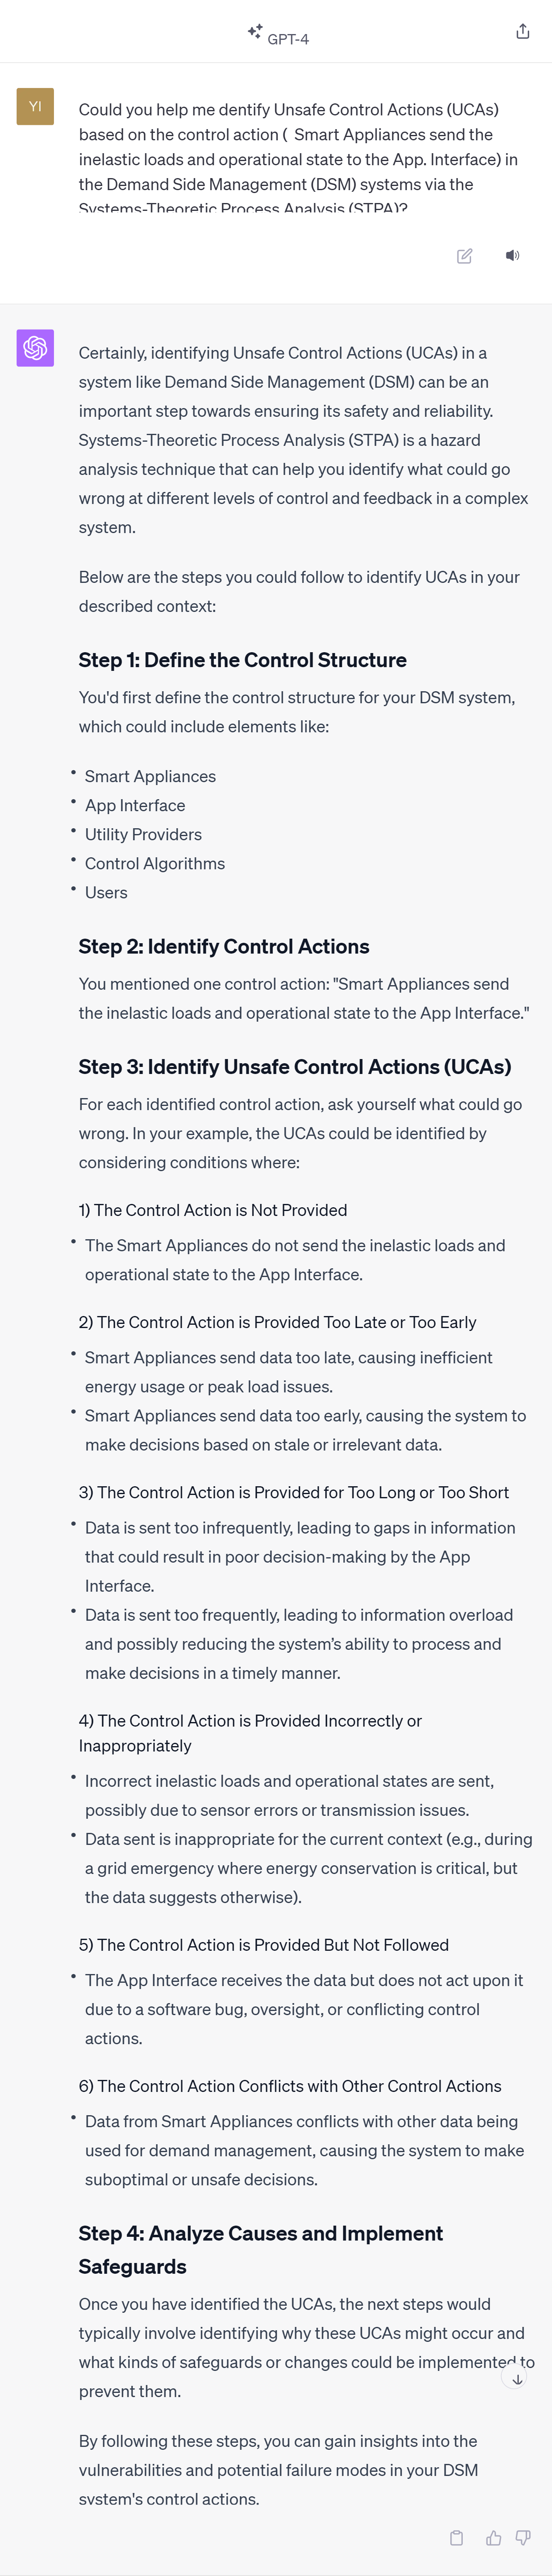 GPT-4
YI
Could you help me dentify Unsafe Control Actions (UCAs)
based on the control action (  Smart Appliances send the
inelastic loads and operational state to the App. Interface) in
the Demand Side Management (DSM) systems via the
Systems-Theoretic Process Analysis (STPA)?
Certainly, identifying Unsafe Control Actions (UCAs) in a
system like Demand Side Management (DSM) can be an
important step towards ensuring its safety and reliability.
Systems-Theoretic Process Analysis (STPA) is a hazard
analysis technique that can help you identify what could go
wrong at different levels of control and feedback in a complex
system.
Below are the steps you could follow to identify UCAs in your
described context:
Step 1: Define the Control Structure
You'd first define the control structure for your DSM system,
which could include elements like:
• Smart Appliances
• App Interface
• Utility Providers
• Control Algorithms
• Users
Step 2: Identify Control Actions
You mentioned one control action: "Smart Appliances send
the inelastic loads and operational state to the App Interface."
Step 3: Identify Unsafe Control Actions (UCAs)
For each identified control action, ask yourself what could go
wrong. In your example, the UCAs could be identified by
considering conditions where:
1) The Control Action is Not Provided
• The Smart Appliances do not send the inelastic loads and
operational state to the App Interface.
2) The Control Action is Provided Too Late or Too Early
• Smart Appliances send data too late, causing inefficient
energy usage or peak load issues.
• Smart Appliances send data too early, causing the system to
make decisions based on stale or irrelevant data.
3) The Control Action is Provided for Too Long or Too Short
• Data is sent too infrequently, leading to gaps in information
that could result in poor decision-making by the App
Interface.
• Data is sent too frequently, leading to information overload
and possibly reducing the system's ability to process and
make decisions in a timely manner.
4) The Control Action is Provided Incorrectly or
Inappropriately
• Incorrect inelastic loads and operational states are sent,
possibly due to sensor errors or transmission issues.
• Data sent is inappropriate for the current context (e.g., during
a grid emergency where energy conservation is critical, but
the data suggests otherwise).
5) The Control Action is Provided But Not Followed
• The App Interface receives the data but does not act upon it
due to a software bug, oversight, or conflicting control
actions.
6) The Control Action Conflicts with Other Control Actions
• Data from Smart Appliances conflicts with other data being
used for demand management, causing the system to make
suboptimal or unsafe decisions.
Step 4: Analyze Causes and Implement
Safeguards
Once you have identified the UCAs, the next steps would
typically involve identifying why these UCAs might occur and
what kinds of safeguards or changes could be implemented to
prevent them.
By following these steps, you can gain insights into the
vulnerabilities and potential failure modes in your DSM
system's control actions.